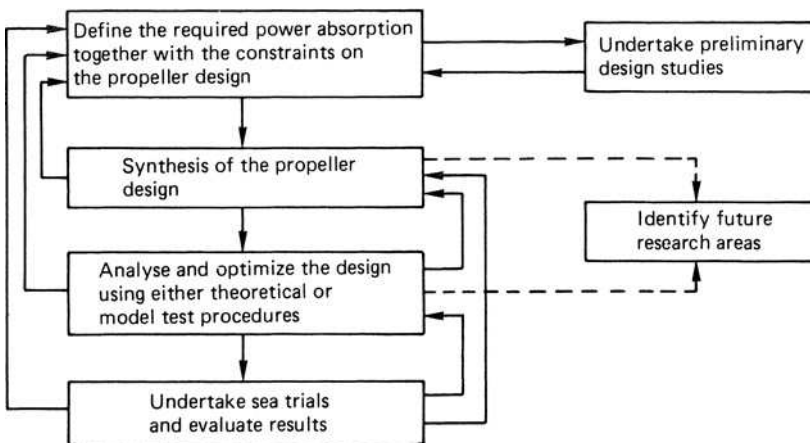 Define the required power absorption
together with the constraints on
the propeller design
Undertake preliminary
design studies
Synthesis of the propeller
design
Identify future
research areas
Analyse and optimize the design
using either theoretical or
model test procedures
Undertake sea trials
and evaluate results